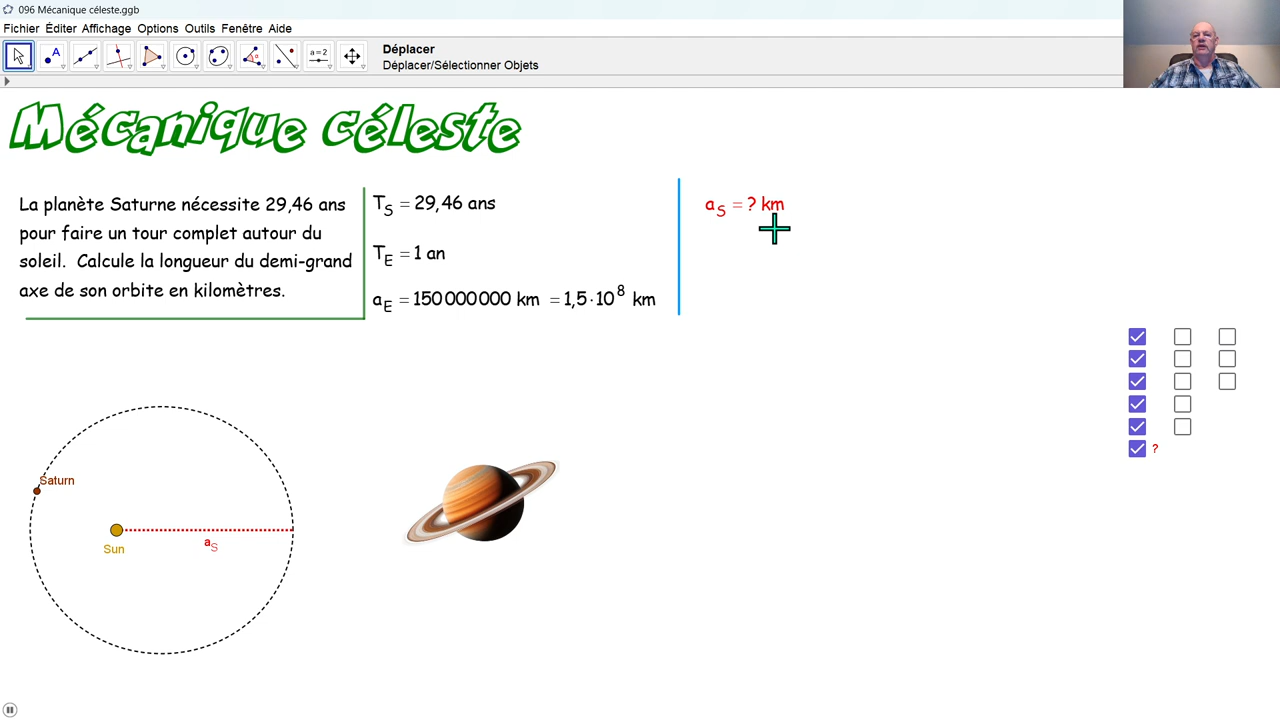 096 Mécanique céleste.ggb
Fichier Éditer Affichage Options Outils Fenêtre Aide
A
α
a=2
Déplacer
Déplacer/Sélectionner Objets
Mécanique céleste
La planète Saturne nécessite 29,46 ans
pour faire un tour complet autour du
soleil. Calcule la longueur du demi-grand
axe de son orbite en kilomètres.
T_S = 29,46 ans
T_E = 1 an
a_E = 150 000 000 km = 1,5 · 10^8 km
a_S = ? km
?
Saturn
Sun
a_S